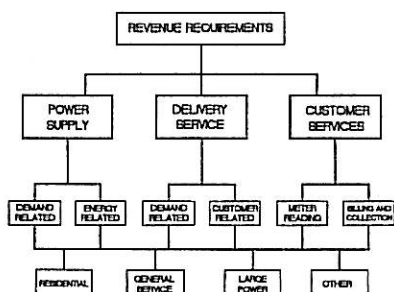 REVENUE REQUIREMENTS
POWER
SUPPLY
DELIVERY
SERVICE
CUSTOMER
SERVICES
DEMAND
RELATED
ENERGY
RELATED
DEMAND
RELATED
CUSTOMER
RELATED
METER
READING
BILLING AND
COLLECTION
RESIDENTIAL
GENERAL
SERVICE
LARGE
POWER
OTHER